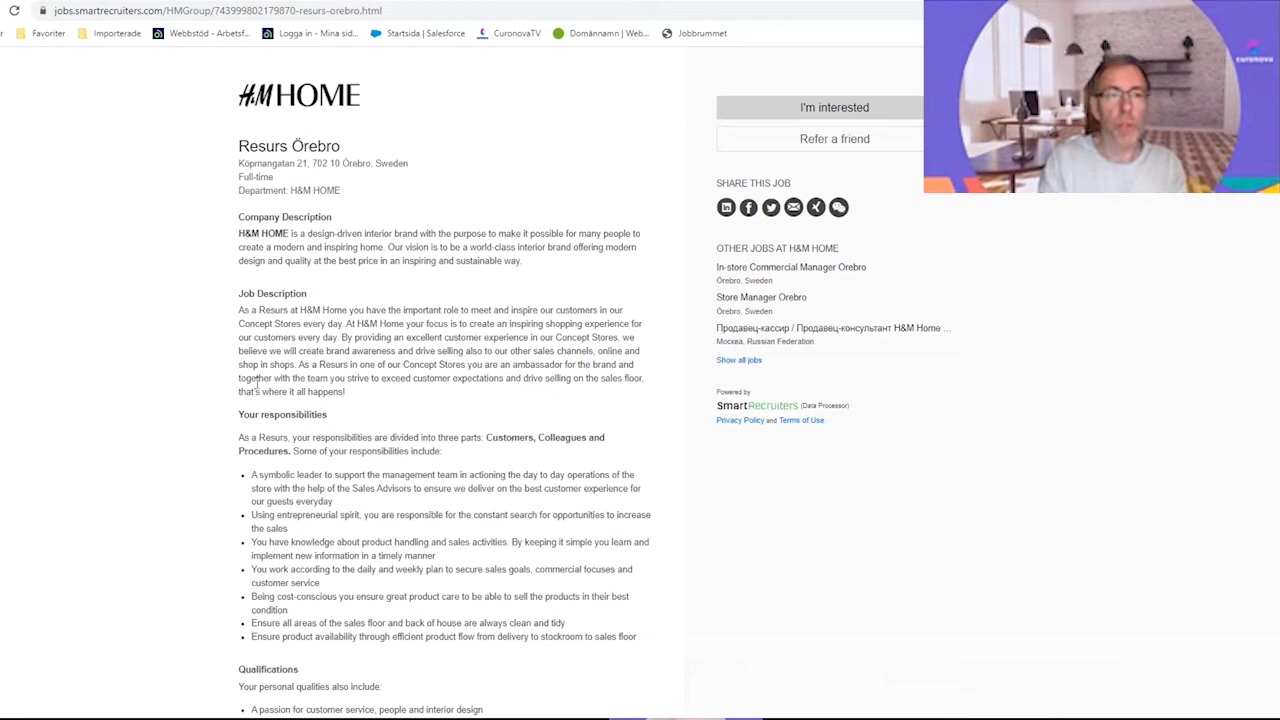 jobs.smartrecruiters.com/HMGroup/743999802179870-resurs-orebro.html
r Favoriter Importerade Webbstöd - Arbetsf... Logga in - Mina sid... Startsida | Salesforce CuronovaTV Domännamn | Web... Jobbrummet
curonova
H&M HOME
Resurs Örebro
Köpmangatan 21, 702 10 Örebro, Sweden
Full-time
Department: H&M HOME
Company Description
H&M HOME is a design-driven interior brand with the purpose to make it possible for many people to
create a modern and inspiring home. Our vision is to be a world-class interior brand offering modern
design and quality at the best price in an inspiring and sustainable way.
Job Description
As a Resurs at H&M Home you have the important role to meet and inspire our customers in our
Concept Stores every day. At H&M Home your focus is to create an inspiring shopping experience for
our customers every day. By providing an excellent customer experience in our Concept Stores, we
believe we will create brand awareness and drive selling also to our other sales channels, online and
shop in shops. As a Resurs in one of our Concept Stores you are an ambassador for the brand and
together with the team you strive to exceed customer expectations and drive selling on the sales floor,
that's where it all happens!
Your responsibilities
As a Resurs, your responsibilities are divided into three parts: Customers, Colleagues and
Procedures. Some of your responsibilities include:
• A symbolic leader to support the management team in actioning the day to day operations of the
store with the help of the Sales Advisors to ensure we deliver on the best customer experience for
our guests everyday
• Using entrepreneurial spirit, you are responsible for the constant search for opportunities to increase
the sales
• You have knowledge about product handling and sales activities. By keeping it simple you learn and
implement new information in a timely manner
• You work according to the daily and weekly plan to secure sales goals, commercial focuses and
customer service
• Being cost-conscious you ensure great product care to be able to sell the products in their best
condition
• Ensure all areas of the sales floor and back of house are always clean and tidy
• Ensure product availability through efficient product flow from delivery to stockroom to sales floor
Qualifications
Your personal qualities also include:
• A passion for customer service, people and interior design
I'm interested
Refer a friend
SHARE THIS JOB
OTHER JOBS AT H&M HOME
In-store Commercial Manager Orebro
Örebro, Sweden
Store Manager Orebro
Örebro, Sweden
Продавец-кассир / Продавец-консультант H&M Home ...
Москва, Russian Federation
Show all jobs
Powered by
SmartRecruiters (Data Processor)
Privacy Policy and Terms of Use